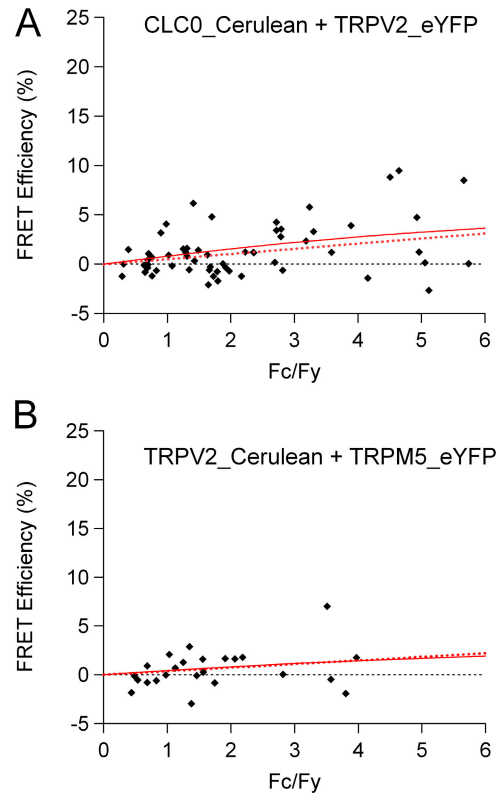 A
CLC0_Cerulean + TRPV2_eYFP
25
20
15
10
5
0
-5
FRET Efficiency (%)
0 1 2 3 4 5 6
Fc/Fy
B
TRPV2_Cerulean + TRPM5_eYFP
25
20
15
10
5
0
-5
FRET Efficiency (%)
0 1 2 3 4 5 6
Fc/Fy